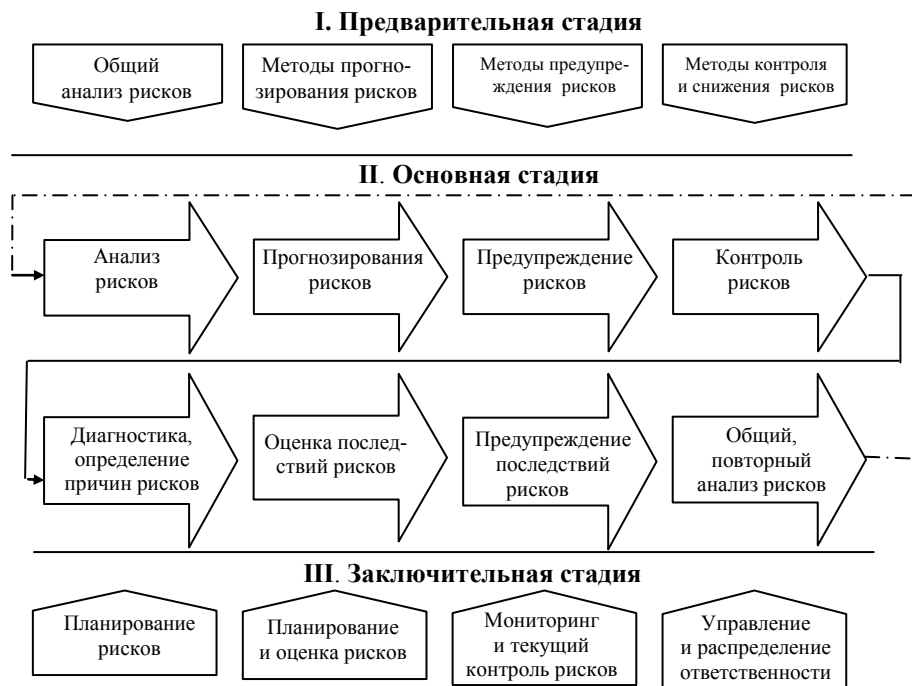 I. Предварительная стадия
Общий
анализ рисков
Методы прогно-
зирования рисков
Методы предупре-
ждения рисков
Методы контроля
и снижения рисков
II. Основная стадия
Анализ
рисков
Прогнозирования
рисков
Предупреждение
рисков
Контроль
рисков
Диагностика,
определение
причин рисков
Оценка послед-
ствий рисков
Предупреждение
последствий
рисков
Общий,
повторный
анализ рисков
III. Заключительная стадия
Планирование
рисков
Планирование
и оценка рисков
Мониторинг
и текущий
контроль рисков
Управление
и распределение
ответственности